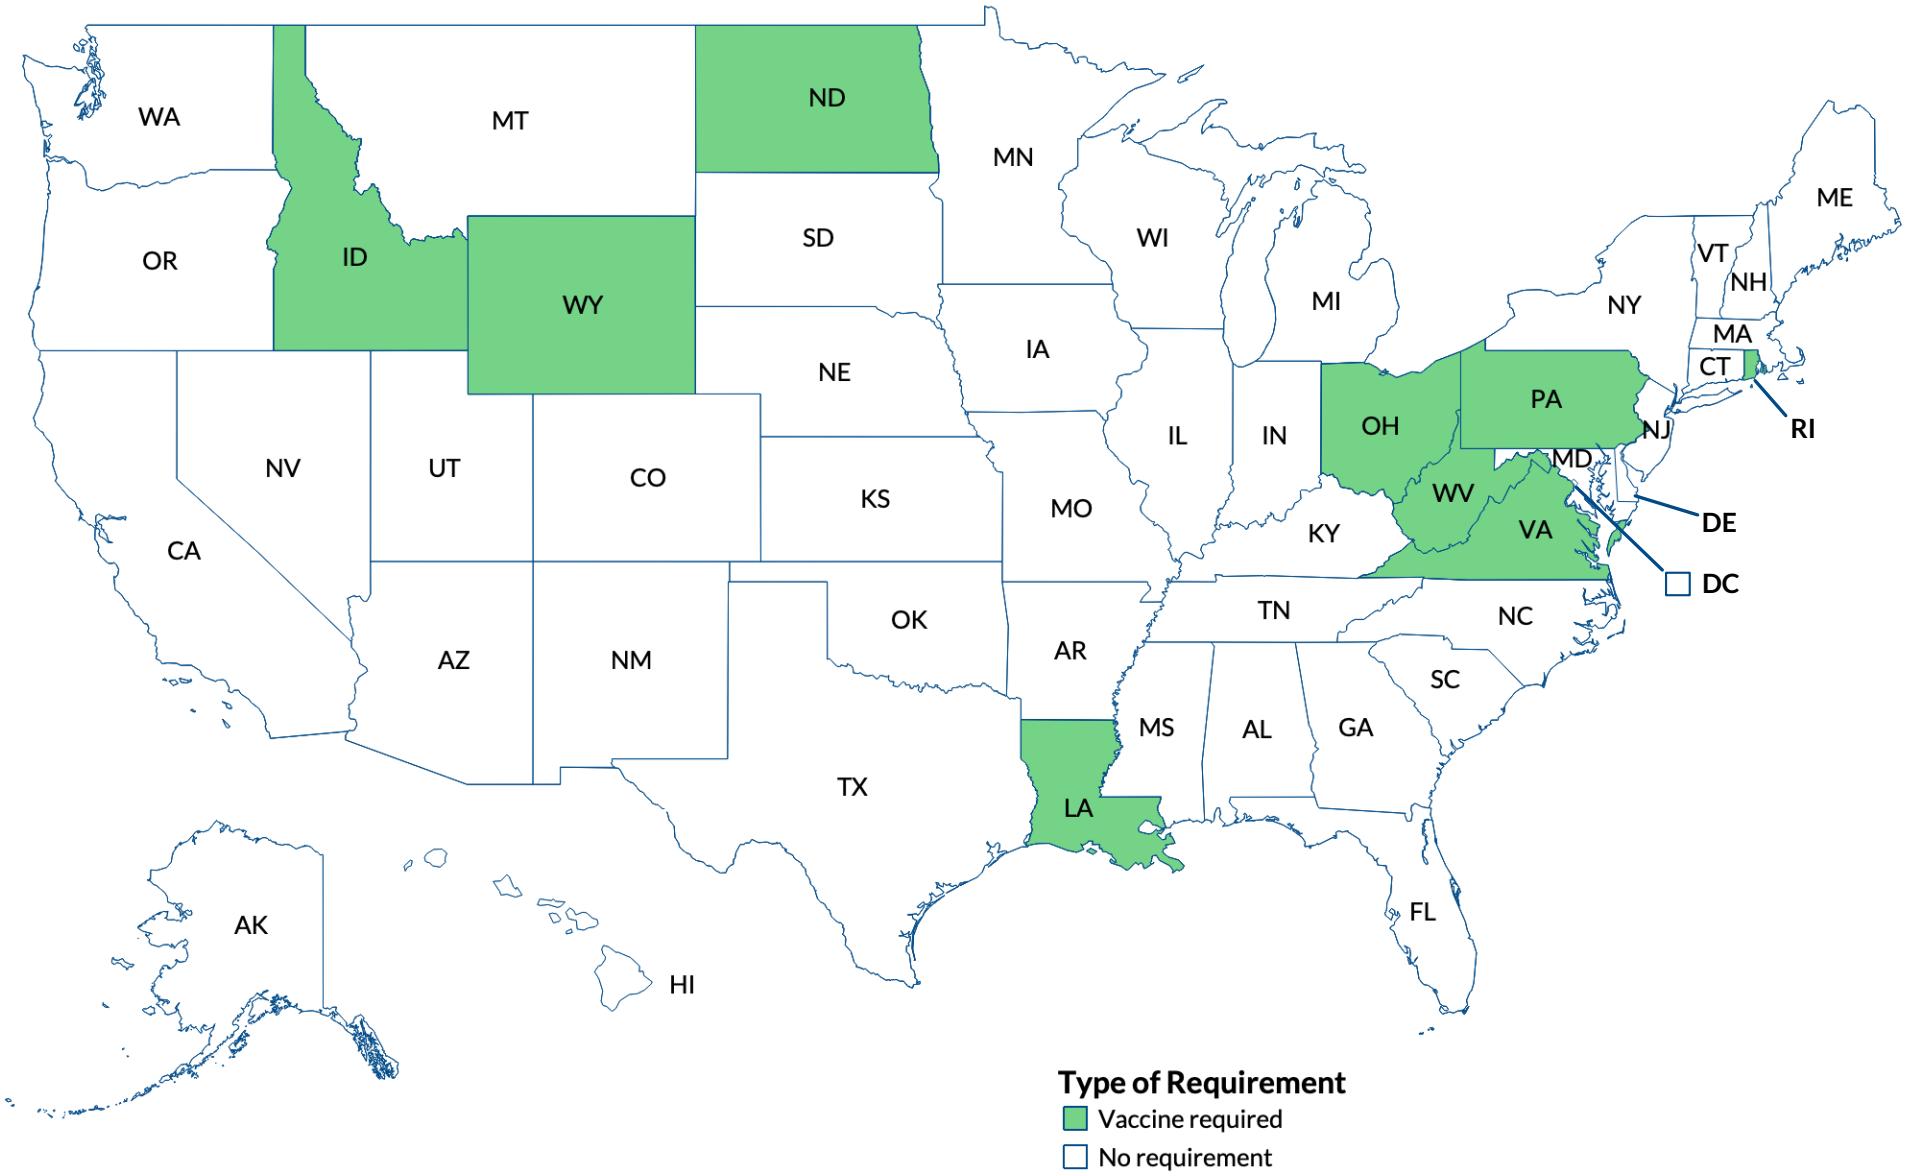 WA
MT
ND
MN
ME
OR
ID
SD
WI
VT
NH
WY
MI
NY
MA
IA
NE
CT
PA
RI
OH
NJ
IL
IN
NV
UT
CO
MD
WV
KS
MO
DE
VA
KY
CA
DC
TN
NC
OK
AR
AZ
NM
SC
MS
AL
GA
TX
LA
FL
AK
HI
Type of Requirement
Vaccine required
No requirement